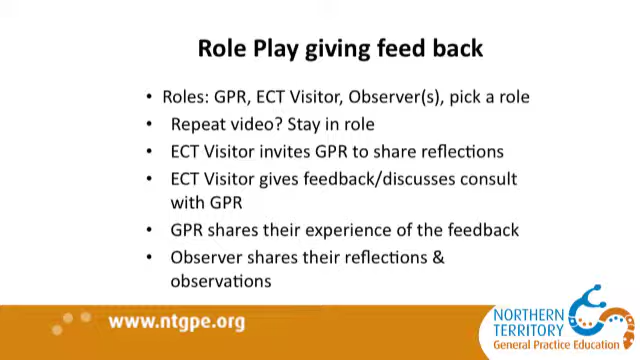 Role Play giving feed back
• Roles: GPR, ECT Visitor, Observer(s), pick a role
• Repeat video? Stay in role
• ECT Visitor invites GPR to share reflections
• ECT Visitor gives feedback/discusses consult
with GPR
• GPR shares their experience of the feedback
• Observer shares their reflections &
observations
www.ntgpe.org
NORTHERN
TERRITORY
General Practice Education